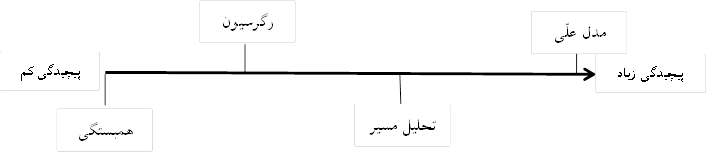 رگرسیون
مدل علّی
پیچیدگی کم
پیچیدگی زیاد
همبستگی
تحلیل مسیر